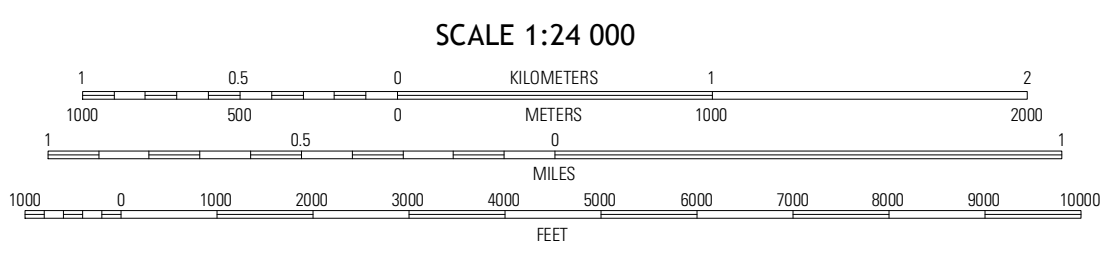 SCALE 1:24 000
1 0.5 0 KILOMETERS 1 2
1000 500 0 METERS 1000 2000
1 0.5 0 1
MILES
1000 0 1000 2000 3000 4000 5000 6000 7000 8000 9000 10000
FEET